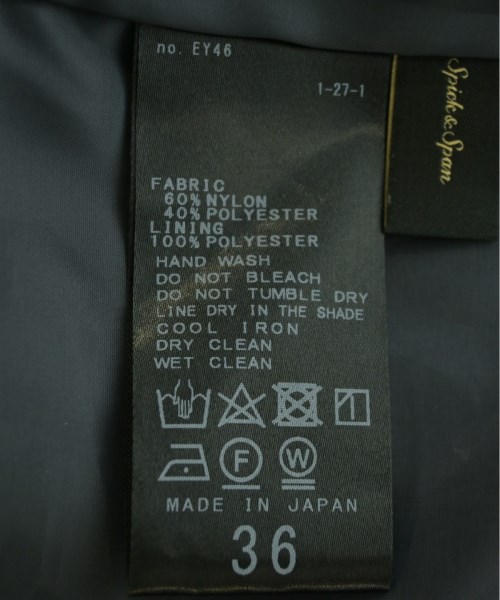 no. EY46
1-27-1
Spick & Span
FABRIC
60% NYLON
40% POLYESTER
LINING
100% POLYESTER
HAND WASH
DO NOT BLEACH
DO NOT TUMBLE DRY
LINE DRY IN THE SHADE
COOL IRON
DRY CLEAN
WET CLEAN
F W
MADE IN JAPAN
36